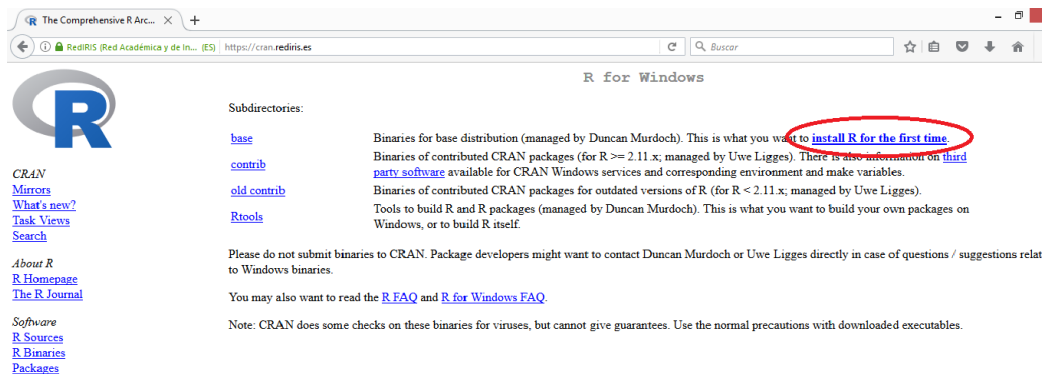 The Comprehensive R Arc...
RedIRIS (Red Académica y de In... (ES)
https://cran.rediris.es
Buscar
R
R for Windows
Subdirectories:
base
Binaries for base distribution (managed by Duncan Murdoch). This is what you want to install R for the first time.
contrib
Binaries of contributed CRAN packages (for R >= 2.11.x; managed by Uwe Ligges). There is also information on third
party software available for CRAN Windows services and corresponding environment and make variables.
old contrib
Binaries of contributed CRAN packages for outdated versions of R (for R < 2.11.x; managed by Uwe Ligges).
Rtools
Tools to build R and R packages (managed by Duncan Murdoch). This is what you want to build your own packages on
Windows, or to build R itself.
Please do not submit binaries to CRAN. Package developers might want to contact Duncan Murdoch or Uwe Ligges directly in case of questions / suggestions relat
to Windows binaries.
You may also want to read the R FAQ and R for Windows FAQ.
Note: CRAN does some checks on these binaries for viruses, but cannot give guarantees. Use the normal precautions with downloaded executables.
CRAN
Mirrors
What's new?
Task Views
Search
About R
R Homepage
The R Journal
Software
R Sources
R Binaries
Packages